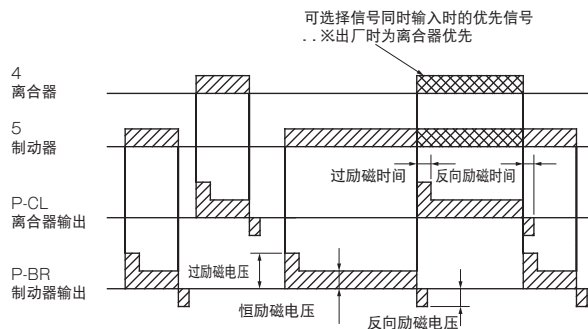 可选择信号同时输入时的优先信号
. . ※出厂时为离合器优先
4
离合器
5
制动器
过励磁时间 反向励磁时间
P-CL
离合器输出
P-BR
制动器输出
过励磁电压
恒励磁电压
反向励磁电压